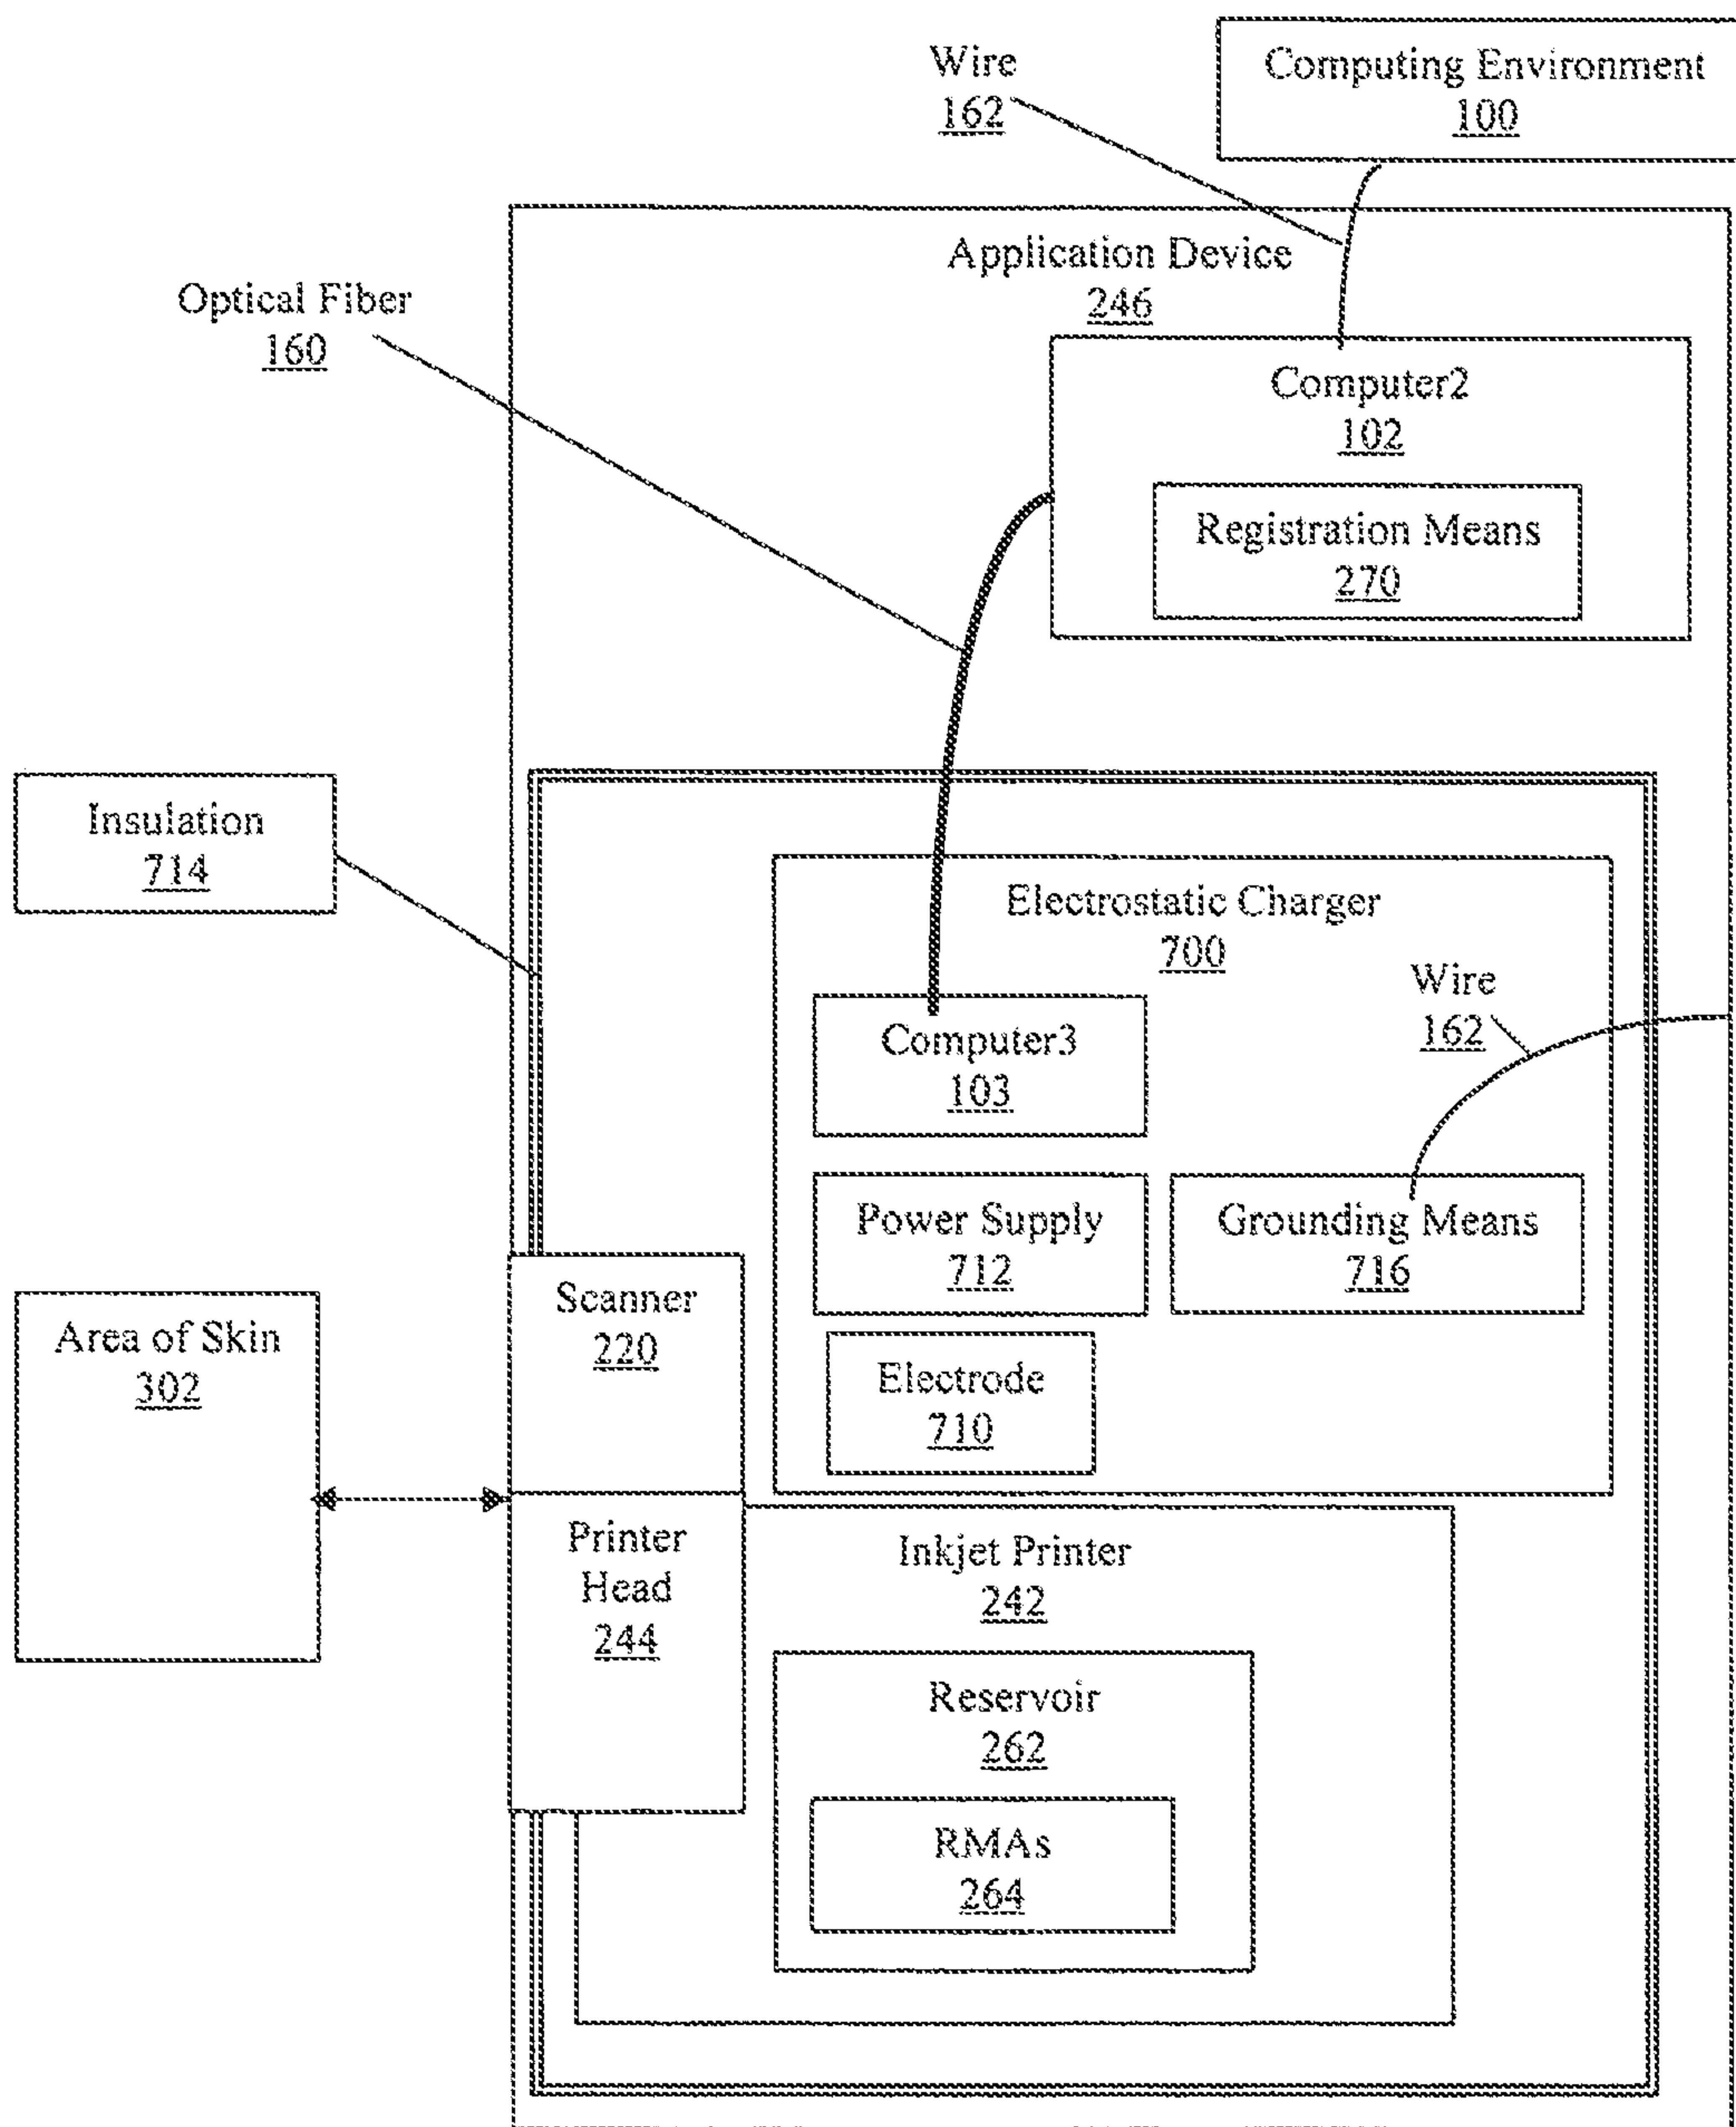 Wire
162
Computing Environment
100
Application Device
246
Optical Fiber
160
Computer2
102
Registration Means
270
Insulation
714
Electrostatic Charger
700
Wire
162
Computer3
103
Power Supply
712
Grounding Means
716
Scanner
220
Area of Skin
302
Electrode
710
Printer
Head
244
Inkjet Printer
242
Reservoir
262
RMAs
264